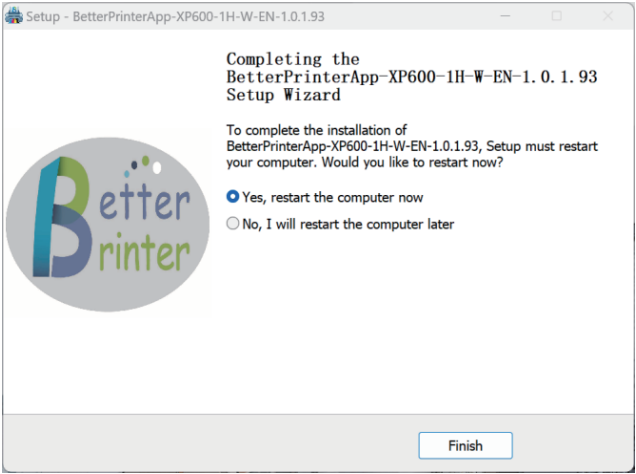 Setup - BetterPrinterApp-XP600-1H-W-EN-1.0.1.93
Completing the
BetterPrinterApp-XP600-1H-W-EN-1.0.1.93
Setup Wizard
To complete the installation of
BetterPrinterApp-XP600-1H-W-EN-1.0.1.93, Setup must restart
your computer. Would you like to restart now?
Yes, restart the computer now
No, I will restart the computer later
Better
Printer
Finish